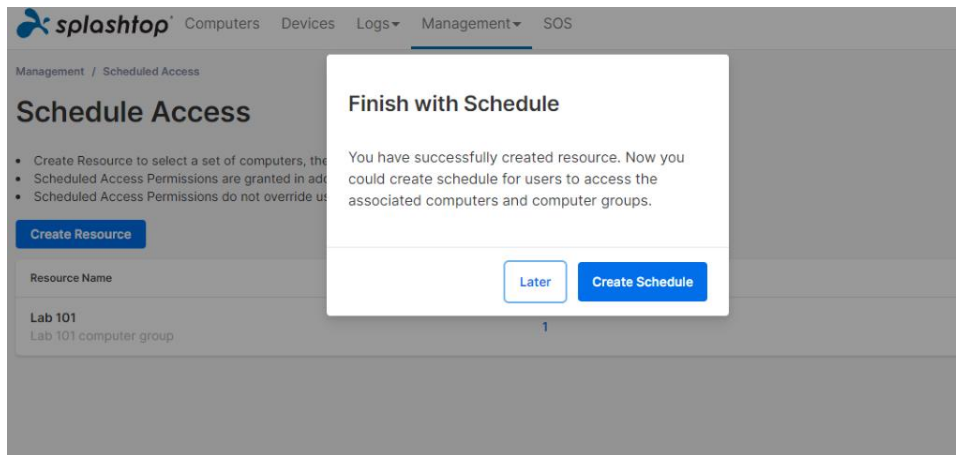 splashtop Computers Devices Logs Management SOS
Management / Scheduled Access
Schedule Access
• Create Resource to select a set of computers, the
• Scheduled Access Permissions are granted in add
• Scheduled Access Permissions do not override us
Create Resource
Resource Name
Lab 101
Lab 101 computer group
1
Finish with Schedule
You have successfully created resource. Now you
could create schedule for users to access the
associated computers and computer groups.
Later
Create Schedule